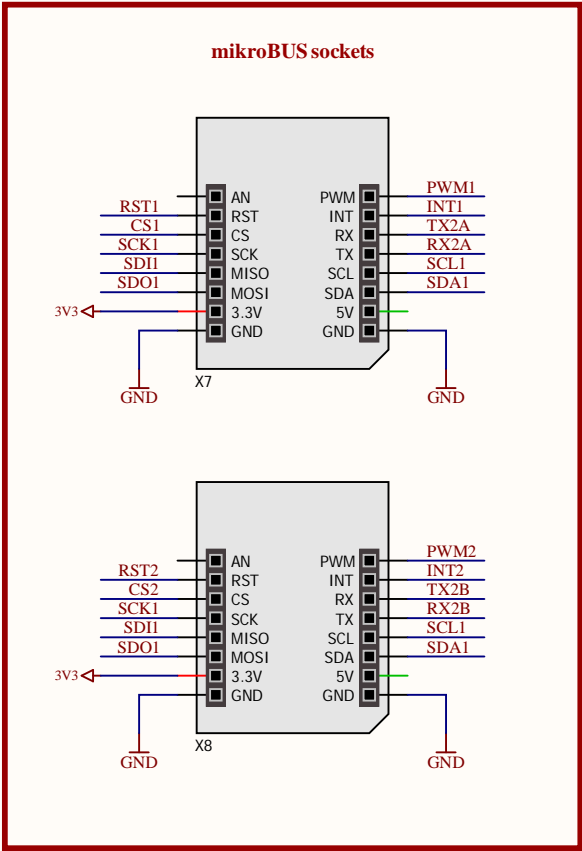 mikroBUS sockets
AN PWM PWM1
RST1 RST INT INT1
CS1 CS RX TX2A
SCK1 SCK TX RX2A
SDI1 MISO SCL SCL1
SDO1 MOSI SDA SDA1
3V3 3.3V 5V
GND GND
X7
GND GND
AN PWM PWM2
RST2 RST INT INT2
CS2 CS RX TX2B
SCK1 SCK TX RX2B
SDI1 MISO SCL SCL1
SDO1 MOSI SDA SDA1
3V3 3.3V 5V
GND GND
X8
GND GND